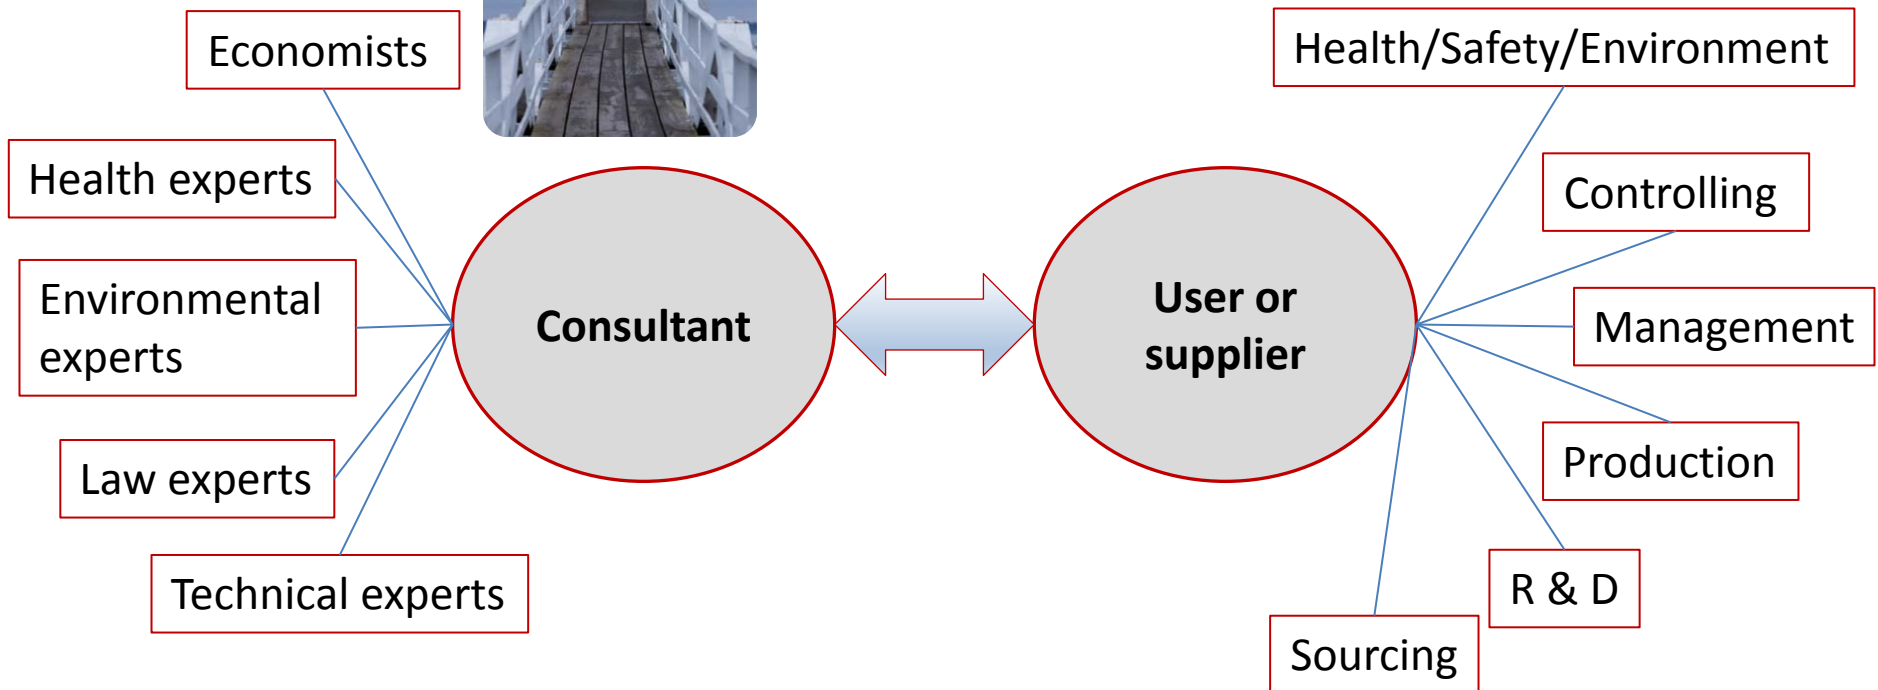 Economists
Health experts
Environmental
experts
Law experts
Technical experts
Consultant
User or
supplier
Health/Safety/Environment
Controlling
Management
Production
R & D
Sourcing